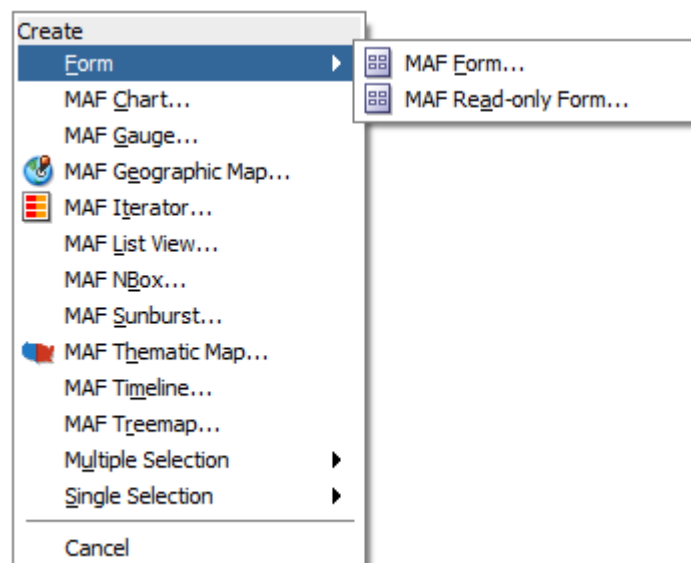 Create
Form
MAF Form...
MAF Read-only Form...
MAF Chart...
MAF Gauge...
MAF Geographic Map...
MAF Iterator...
MAF List View...
MAF NBox...
MAF Sunburst...
MAF Thematic Map...
MAF Timeline...
MAF Treemap...
Multiple Selection
Single Selection
Cancel